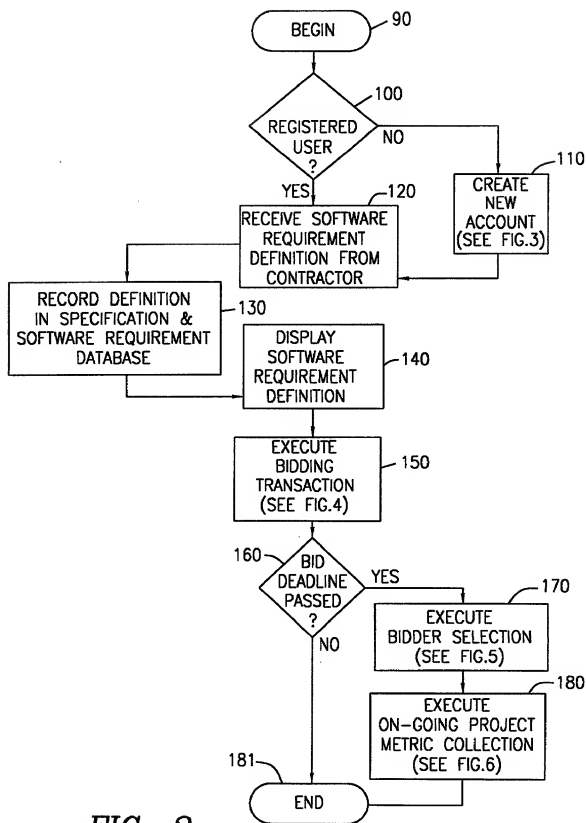 BEGIN
90
100
REGISTERED
USER
?
NO
YES
110
CREATE
NEW
ACCOUNT
(SEE FIG.3)
120
RECEIVE SOFTWARE
REQUIREMENT
DEFINITION FROM
CONTRACTOR
130
RECORD DEFINITION
IN SPECIFICATION &
SOFTWARE REQUIREMENT
DATABASE
140
DISPLAY
SOFTWARE
REQUIREMENT
DEFINITION
150
EXECUTE
BIDDING
TRANSACTION
(SEE FIG.4)
160
BID
DEADLINE
PASSED
?
YES
NO
170
EXECUTE
BIDDER SELECTION
(SEE FIG.5)
180
EXECUTE
ON-GOING PROJECT
METRIC COLLECTION
(SEE FIG.6)
181
END